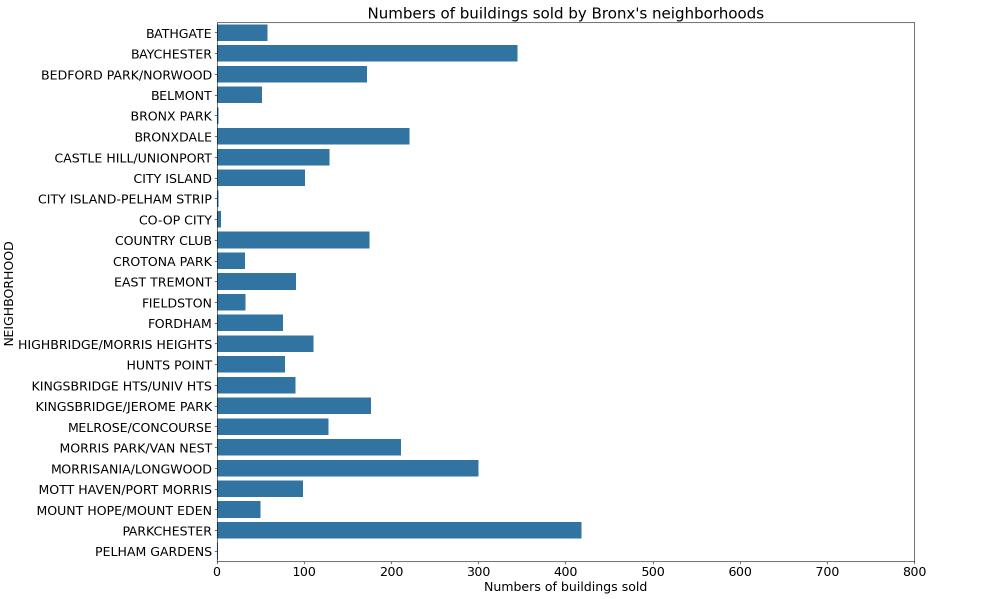 Numbers of buildings sold by Bronx's neighborhoods
NEIGHBORHOOD
BATHGATE
BAYCHESTER
BEDFORD PARK/NORWOOD
BELMONT
BRONX PARK
BRONXDALE
CASTLE HILL/UNIONPORT
CITY ISLAND
CITY ISLAND-PELHAM STRIP
CO-OP CITY
COUNTRY CLUB
CROTONA PARK
EAST TREMONT
FIELDSTON
FORDHAM
HIGHBRIDGE/MORRIS HEIGHTS
HUNTS POINT
KINGSBRIDGE HTS/UNIV HTS
KINGSBRIDGE/JEROME PARK
MELROSE/CONCOURSE
MORRIS PARK/VAN NEST
MORRISANIA/LONGWOOD
MOTT HAVEN/PORT MORRIS
MOUNT HOPE/MOUNT EDEN
PARKCHESTER
PELHAM GARDENS
0 100 200 300 400 500 600 700 800
Numbers of buildings sold